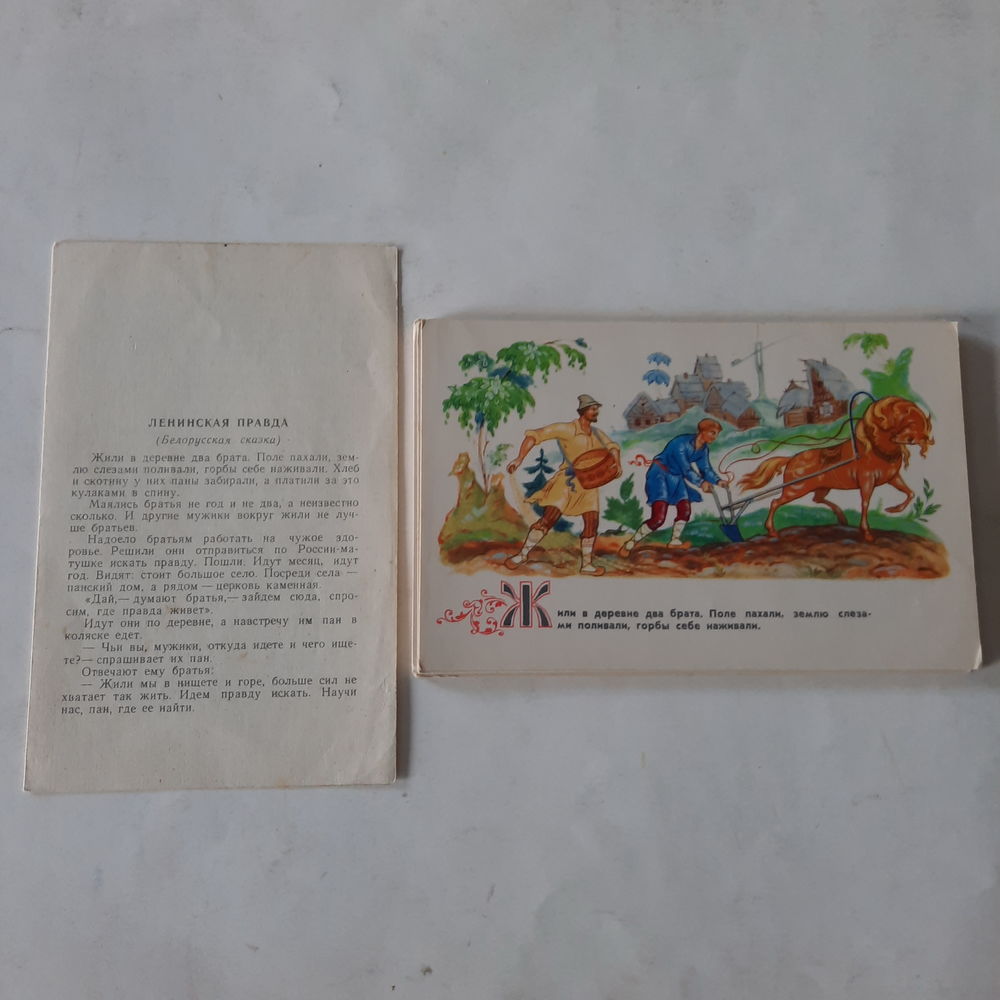 ЛЕНИНСКАЯ ПРАВДА
(Белорусская сказка)
Жили в деревне два брата. Поле пахали, зем-
лю слезами поливали, горбы себе наживали. Хлеб
и скотину у них паны забирали, а платили за это
кулаками в спину.
Маялись братья не год и не два, а неизвестно
сколько. И другие мужики вокруг жили не луч-
ше братьев.
Надоело братьям работать на чужое здо-
ровье. Решили они отправиться по России-ма-
тушке искать правду. Пошли. Идут месяц, идут
год. Видят: стоит большое село. Посреди села —
панский дом, а рядом — церковь каменная.
«Дай,— думают братья,— зайдем сюда, спро-
сим, где правда живет».
Идут они по деревне, а навстречу им пан в
коляске едет.
— Чьи вы, мужики, откуда идете и чего ище-
те?— спрашивает их пан.
Отвечают ему братья:
— Жили мы в нищете и горе, больше сил не
хватает так жить. Идем правду искать. Научи
нас, пан, где ее найти.
Жили в деревне два брата. Поле пахали, землю слеза-
ми поливали, горбы себе наживали.